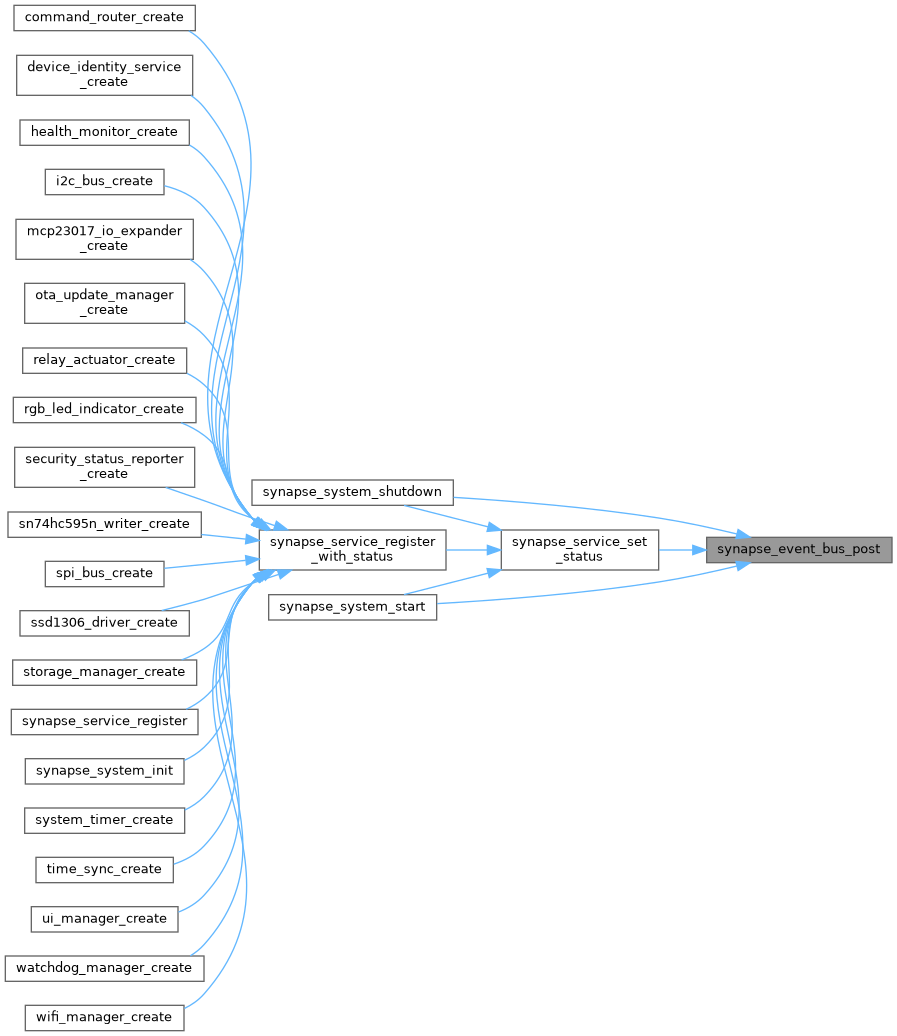 command_router_create
device_identity_service
_create
health_monitor_create
i2c_bus_create
mcp23017_io_expander
_create
ota_update_manager
_create
relay_actuator_create
rgb_led_indicator_create
security_status_reporter
_create
sn74hc595n_writer_create
spi_bus_create
ssd1306_driver_create
storage_manager_create
synapse_service_register
synapse_system_init
system_timer_create
time_sync_create
ui_manager_create
watchdog_manager_create
wifi_manager_create
synapse_system_shutdown
synapse_service_register
_with_status
synapse_system_start
synapse_service_set
_status
synapse_event_bus_post